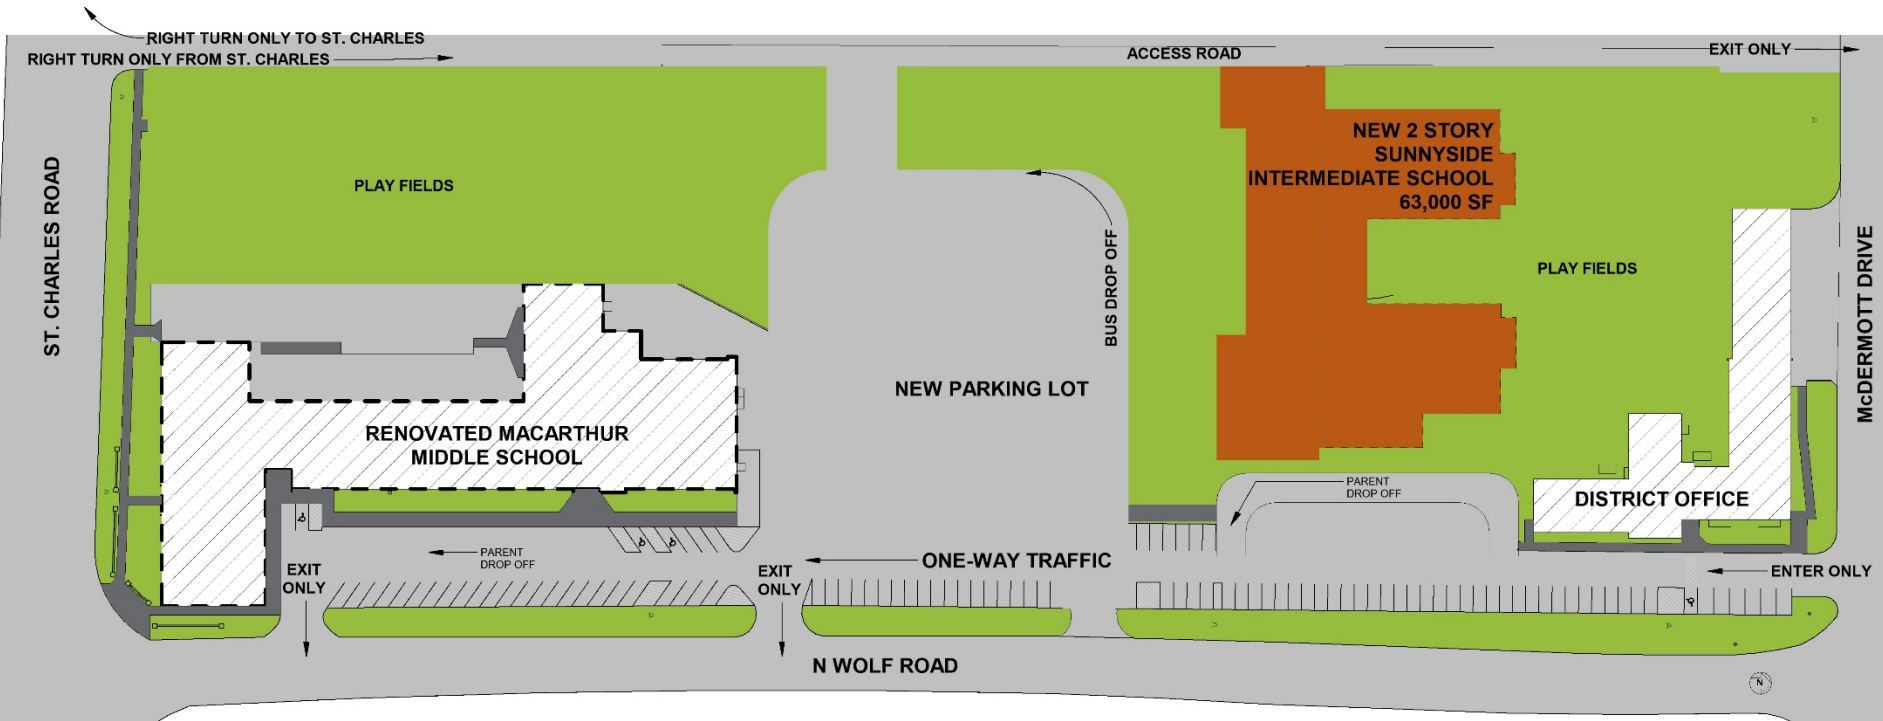 RIGHT TURN ONLY TO ST. CHARLES
RIGHT TURN ONLY FROM ST. CHARLES
ACCESS ROAD
EXIT ONLY
NEW 2 STORY
SUNNYSIDE
INTERMEDIATE SCHOOL
63,000 SF
PLAY FIELDS
ST. CHARLES ROAD
BUS DROP OFF
PLAY FIELDS
McDERMOTT DRIVE
NEW PARKING LOT
RENOVATED MACARTHUR
MIDDLE SCHOOL
PARENT
DROP OFF
DISTRICT OFFICE
PARENT
DROP OFF
ONE-WAY TRAFFIC
EXIT
ONLY
EXIT
ONLY
ENTER ONLY
N WOLF ROAD
N